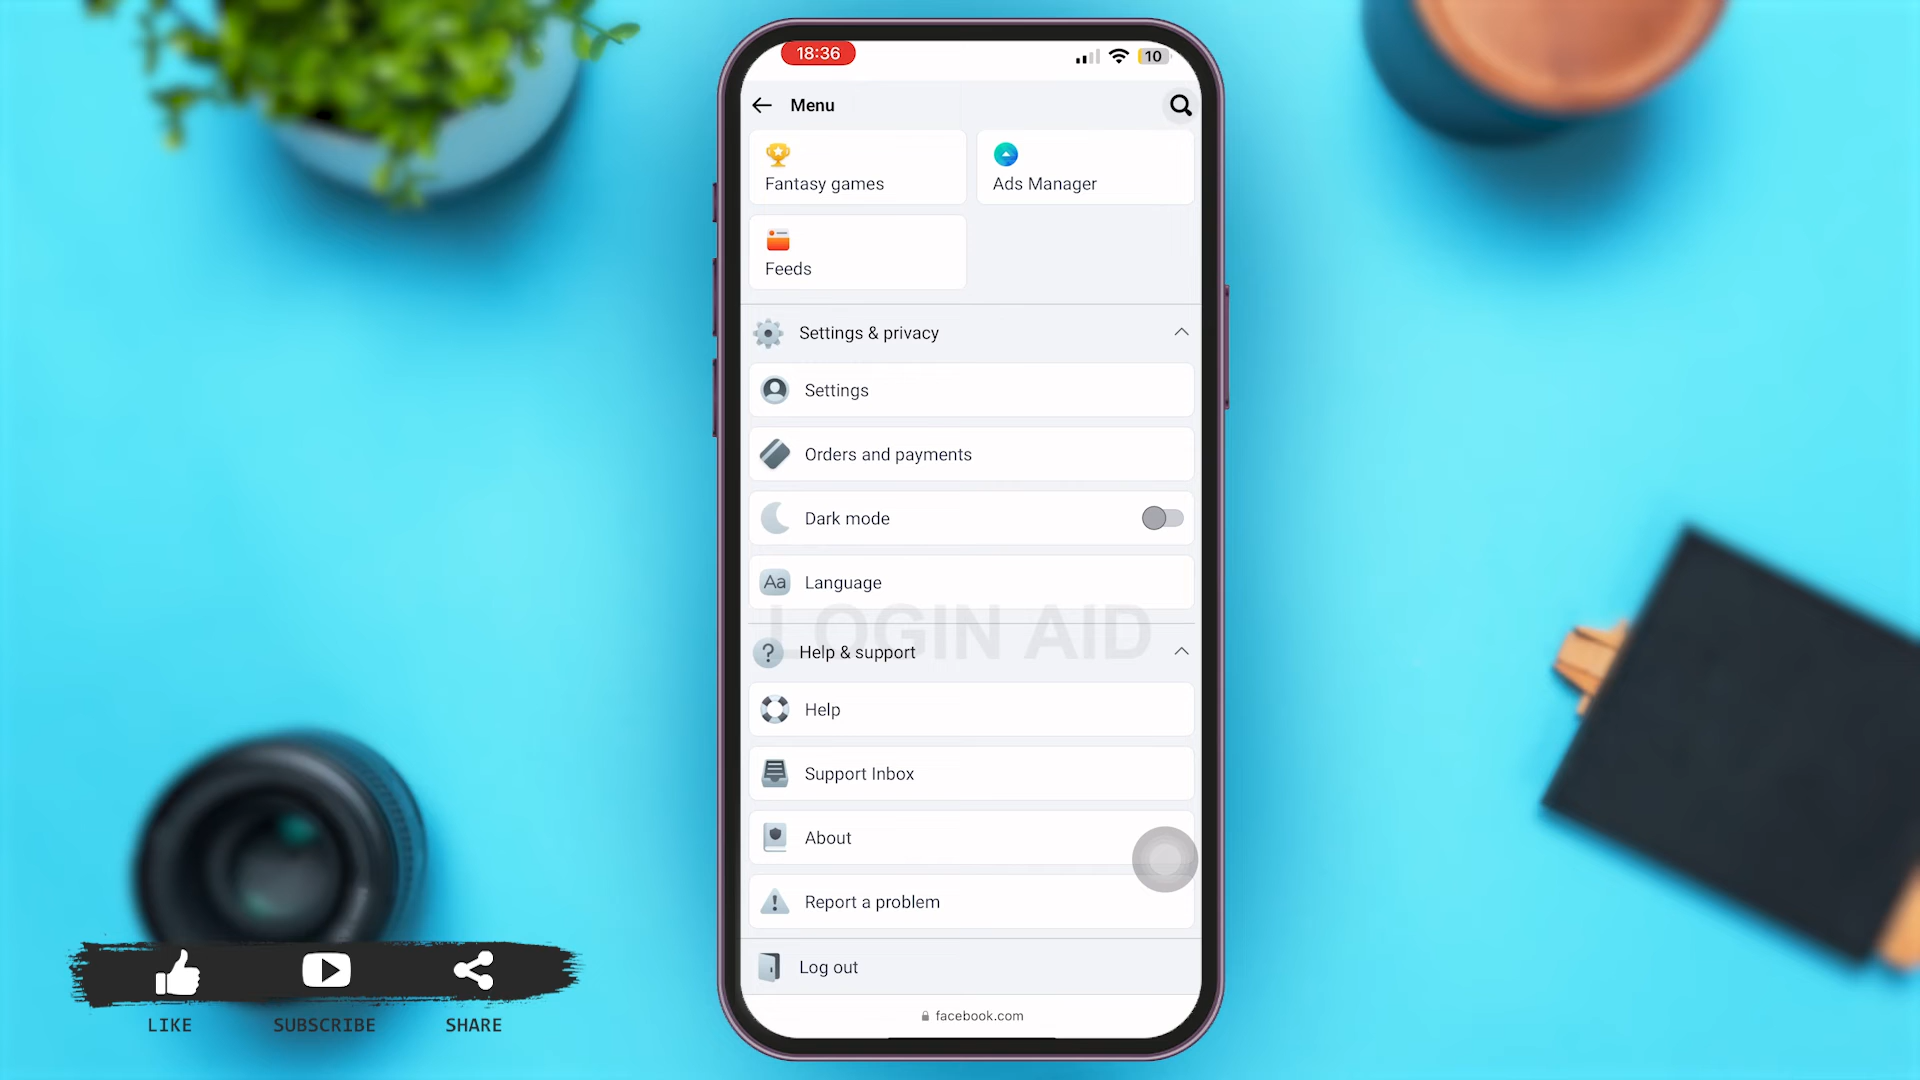 18:36
10
Menu
Fantasy games
Ads Manager
Feeds
Settings & privacy
Settings
Orders and payments
Dark mode
Aa
Language
LOGIN AID
?
Help & support
Help
Support Inbox
About
Report a problem
Log out
facebook.com
LIKE
SUBSCRIBE
SHARE